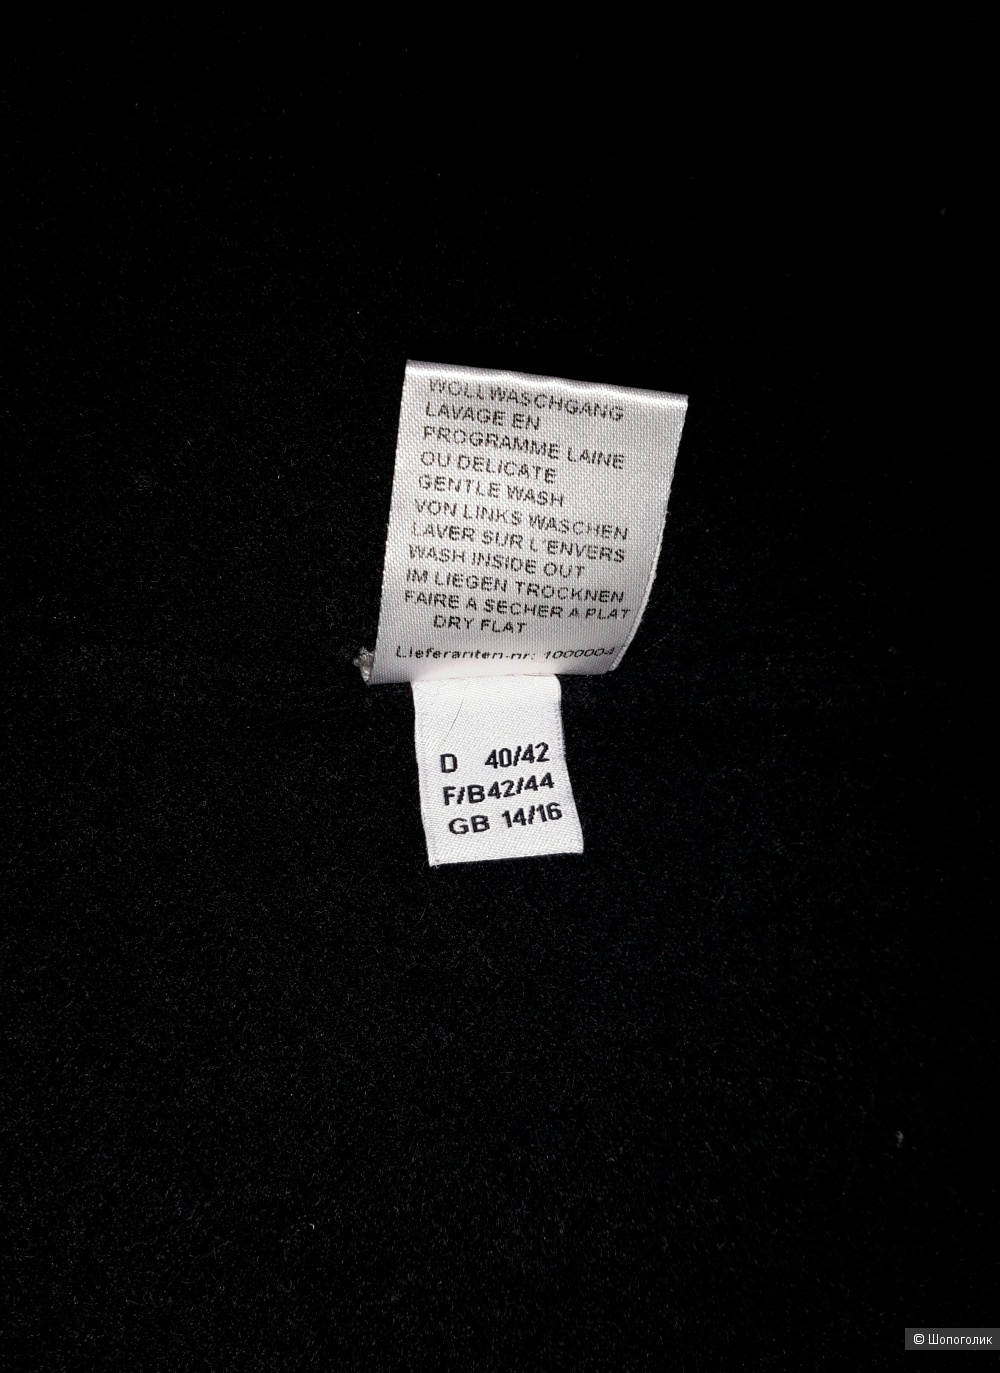 WOLLWASCHGANG
LAVAGE EN
PROGRAMME LAINE
OU DELICATE
GENTLE WASH
VON LINKS WASCHEN
LAVER SUR L'ENVERS
WASH INSIDE OUT
IM LIEGEN TROCKNEN
FAIRE A SECHER A PLAT
DRY FLAT
Lieferanten-nr: 1000004
D 40/42
F/B42/44
GB 14/16
© Шопоголик